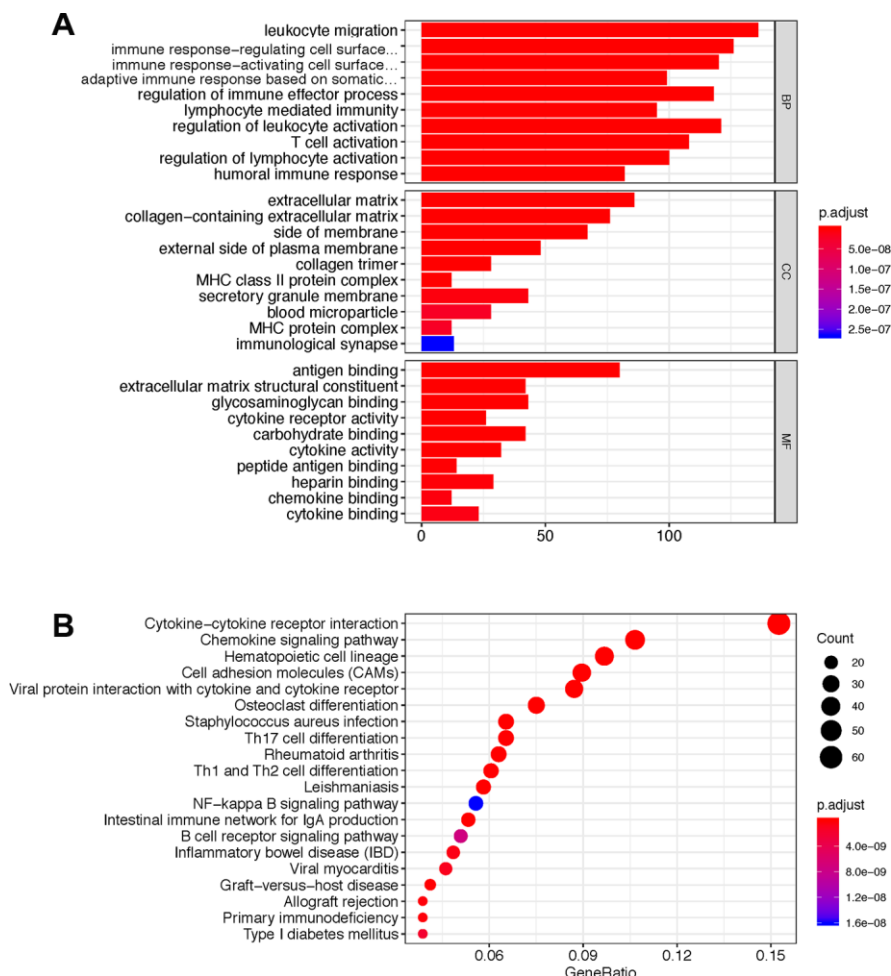 A
leukocyte migration
immune response−regulating cell surface...
immune response−activating cell surface...
adaptive immune response based on somatic...
regulation of immune effector process
lymphocyte mediated immunity
regulation of leukocyte activation
T cell activation
regulation of lymphocyte activation
humoral immune response
BP
extracellular matrix
collagen−containing extracellular matrix
side of membrane
external side of plasma membrane
collagen trimer
MHC class II protein complex
secretory granule membrane
blood microparticle
MHC protein complex
immunological synapse
CC
antigen binding
extracellular matrix structural constituent
glycosaminoglycan binding
cytokine receptor activity
carbohydrate binding
cytokine activity
peptide antigen binding
heparin binding
chemokine binding
cytokine binding
MF
0 50 100
p.adjust
5.0e−08
1.0e−07
1.5e−07
2.0e−07
2.5e−07
B
Cytokine−cytokine receptor interaction
Chemokine signaling pathway
Hematopoietic cell lineage
Cell adhesion molecules (CAMs)
Viral protein interaction with cytokine and cytokine receptor
Osteoclast differentiation
Staphylococcus aureus infection
Th17 cell differentiation
Rheumatoid arthritis
Th1 and Th2 cell differentiation
Leishmaniasis
NF−kappa B signaling pathway
Intestinal immune network for IgA production
B cell receptor signaling pathway
Inflammatory bowel disease (IBD)
Viral myocarditis
Graft−versus−host disease
Allograft rejection
Primary immunodeficiency
Type I diabetes mellitus
0.06 0.09 0.12 0.15
GeneRatio
Count
20
30
40
50
60
p.adjust
4.0e−09
8.0e−09
1.2e−08
1.6e−08